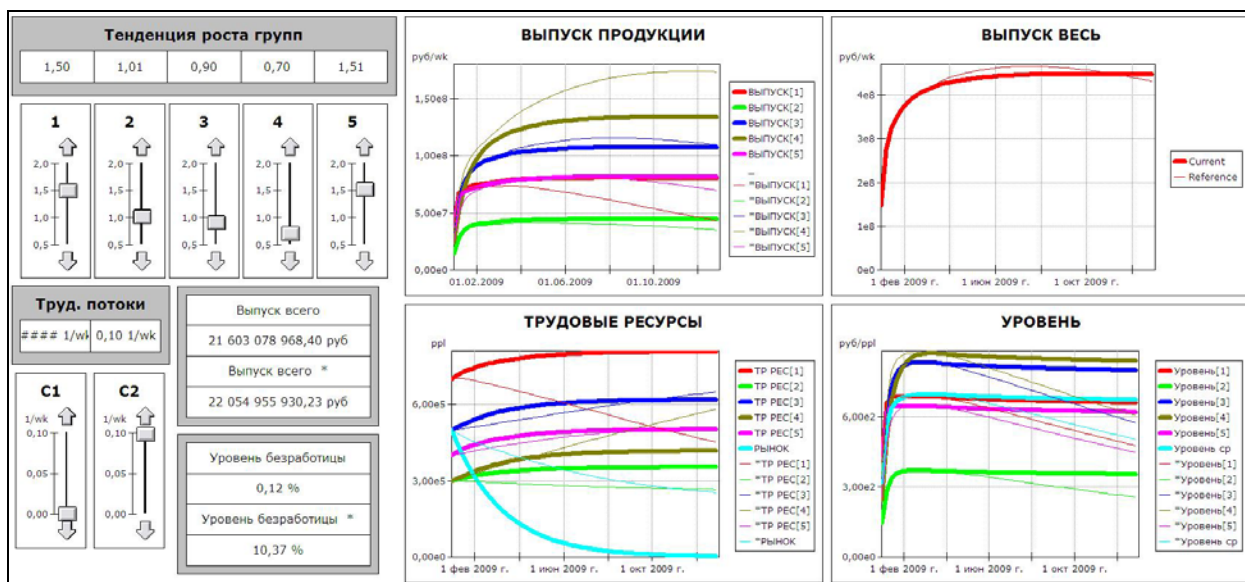 Тенденция роста групп
1,50 1,01 0,90 0,70 1,51
1 2 3 4 5
2,0 2,0 2,0 2,0 2,0
1,5 1,5 1,5 1,5 1,5
1,0 1,0 1,0 1,0 1,0
0,5 0,5 0,5 0,5 0,5
Труд. потоки
#### 1/wk 0,10 1/wk
C1 C2
1/wk 1/wk
0,10 0,10
0,05 0,05
0,00 0,00
Выпуск всего
21 603 078 968,40 руб
Выпуск всего *
22 054 955 930,23 руб
Уровень безработицы
0,12 %
Уровень безработицы *
10,37 %
ВЫПУСК ПРОДУКЦИИ
руб/wk
1,50e8
1,00e8
5,00e7
0,00e0
01.02.2009 01.06.2009 01.10.2009
ВЫПУСК[1]
ВЫПУСК[2]
ВЫПУСК[3]
ВЫПУСК[4]
ВЫПУСК[5]
_
"ВЫПУСК[1]
"ВЫПУСК[2]
"ВЫПУСК[3]
"ВЫПУСК[4]
"ВЫПУСК[5]
ВЫПУСК ВЕСЬ
руб/wk
4e8
3e8
2e8
1e8
0e0
1 фев 2009 г. 1 июн 2009 г. 1 окт 2009 г.
Current
Reference
ТРУДОВЫЕ РЕСУРСЫ
ppl
6,00e5
3,00e5
0,00e0
1 фев 2009 г. 1 июн 2009 г. 1 окт 2009 г.
ТР РЕС[1]
ТР РЕС[2]
ТР РЕС[3]
ТР РЕС[4]
ТР РЕС[5]
РЫНОК
"ТР РЕС[1]
"ТР РЕС[2]
"ТР РЕС[3]
"ТР РЕС[4]
"ТР РЕС[5]
"РЫНОК
УРОВЕНЬ
руб/ppl
6,00e2
3,00e2
0,00e0
1 фев 2009 г. 1 июн 2009 г. 1 окт 2009 г.
Уровень[1]
Уровень[2]
Уровень[3]
Уровень[4]
Уровень[5]
Уровень ср
"Уровень[1]
"Уровень[2]
"Уровень[3]
"Уровень[4]
"Уровень[5]
"Уровень ср